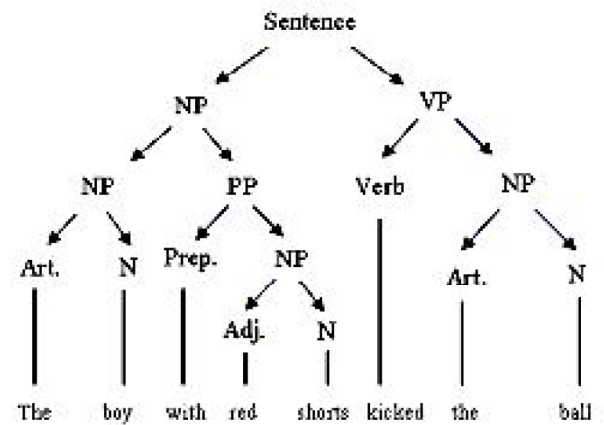 Sentence
NP VP
NP PP Verb NP
Art. N Prep. NP Art. N
Adj. N
The boy with red shorts kicked the ball